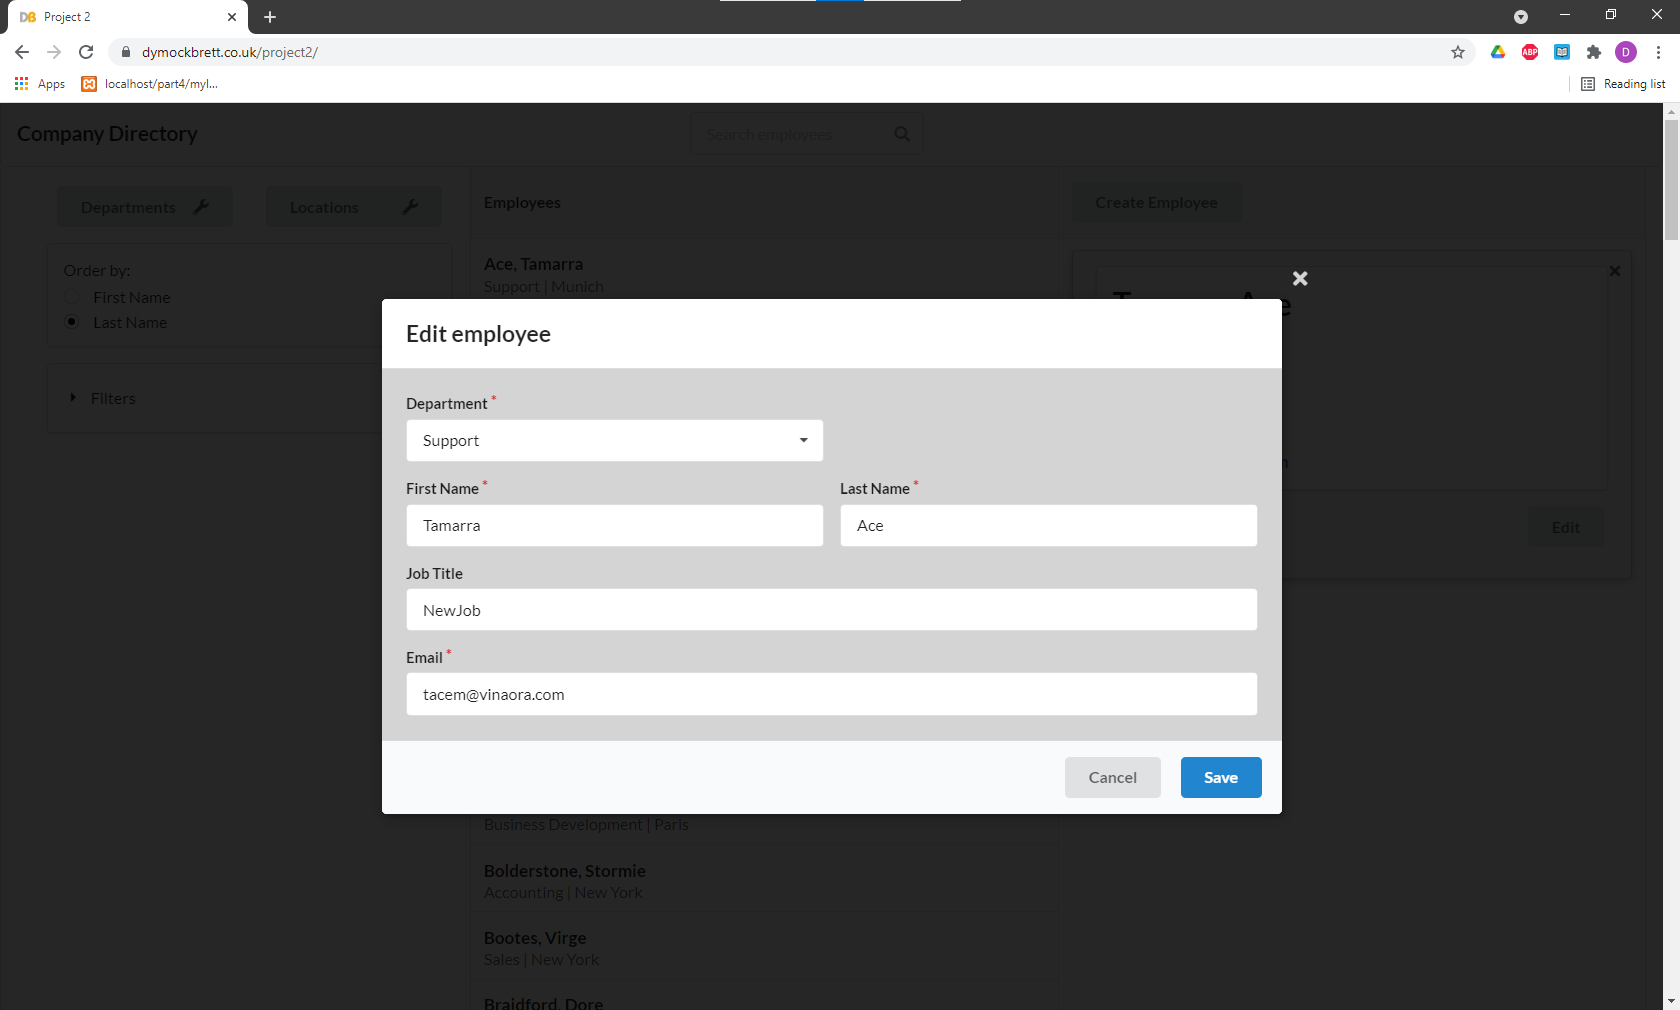 DB Project 2
dymockbrett.co.uk/project2/
ABP
D
Apps
localhost/part4/myl...
Reading list
Company Directory
Search employees
Departments
Locations
Employees
Create Employee
Order by:
First Name
Last Name
Filters
Ace, Tamarra
Support | Munich
Edit
Edit employee
Department *
Support
First Name * Last Name *
Tamarra Ace
Job Title
NewJob
Email *
tacem@vinaora.com
Cancel Save
Business Development | Paris
Bolderstone, Stormie
Accounting | New York
Bootes, Virge
Sales | New York
Braidford, Dore